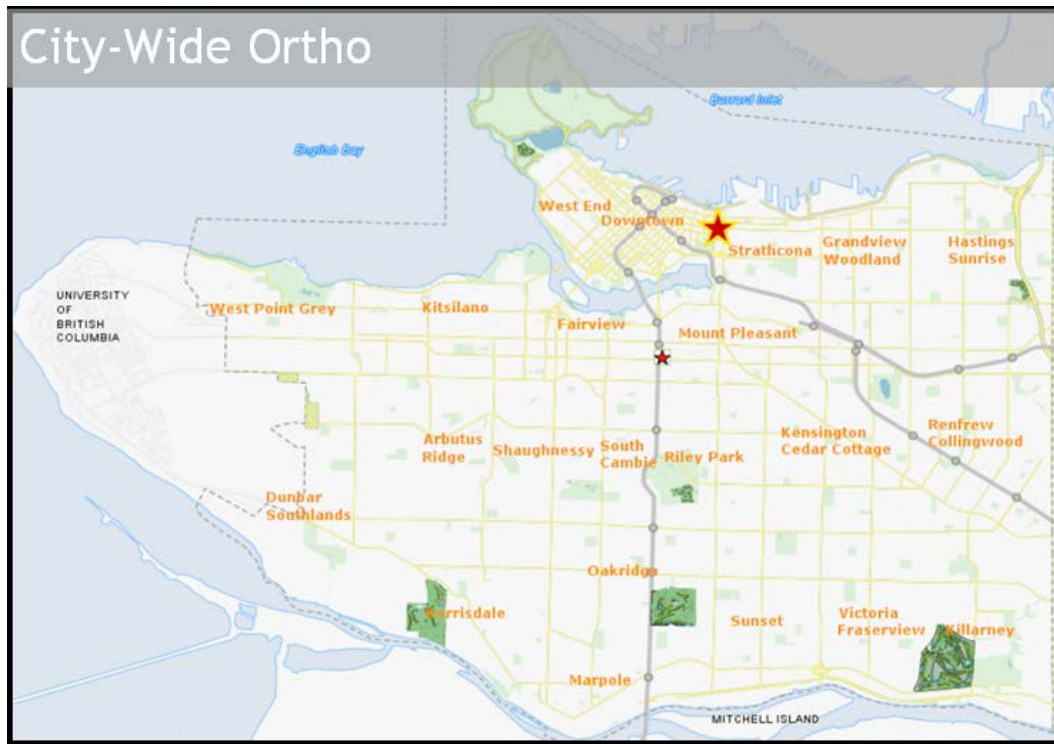 City-Wide Ortho
Burrard Inlet
English Bay
West End
Downtown
Strathcona
Grandview
Woodland
Hastings
Sunrise
UNIVERSITY
OF
BRITISH
COLUMBIA
West Point Grey
Kitsilano
Fairview
Mount Pleasant
Arbutus
Ridge
Shaughnessy
South
Cambie
Riley Park
Kensington
Cedar Cottage
Renfrew
Collingwood
Dunbar
Southlands
Oakridge
Kerrisdale
Sunset
Victoria
Fraserview
Killarney
Marpole
MITCHELL ISLAND